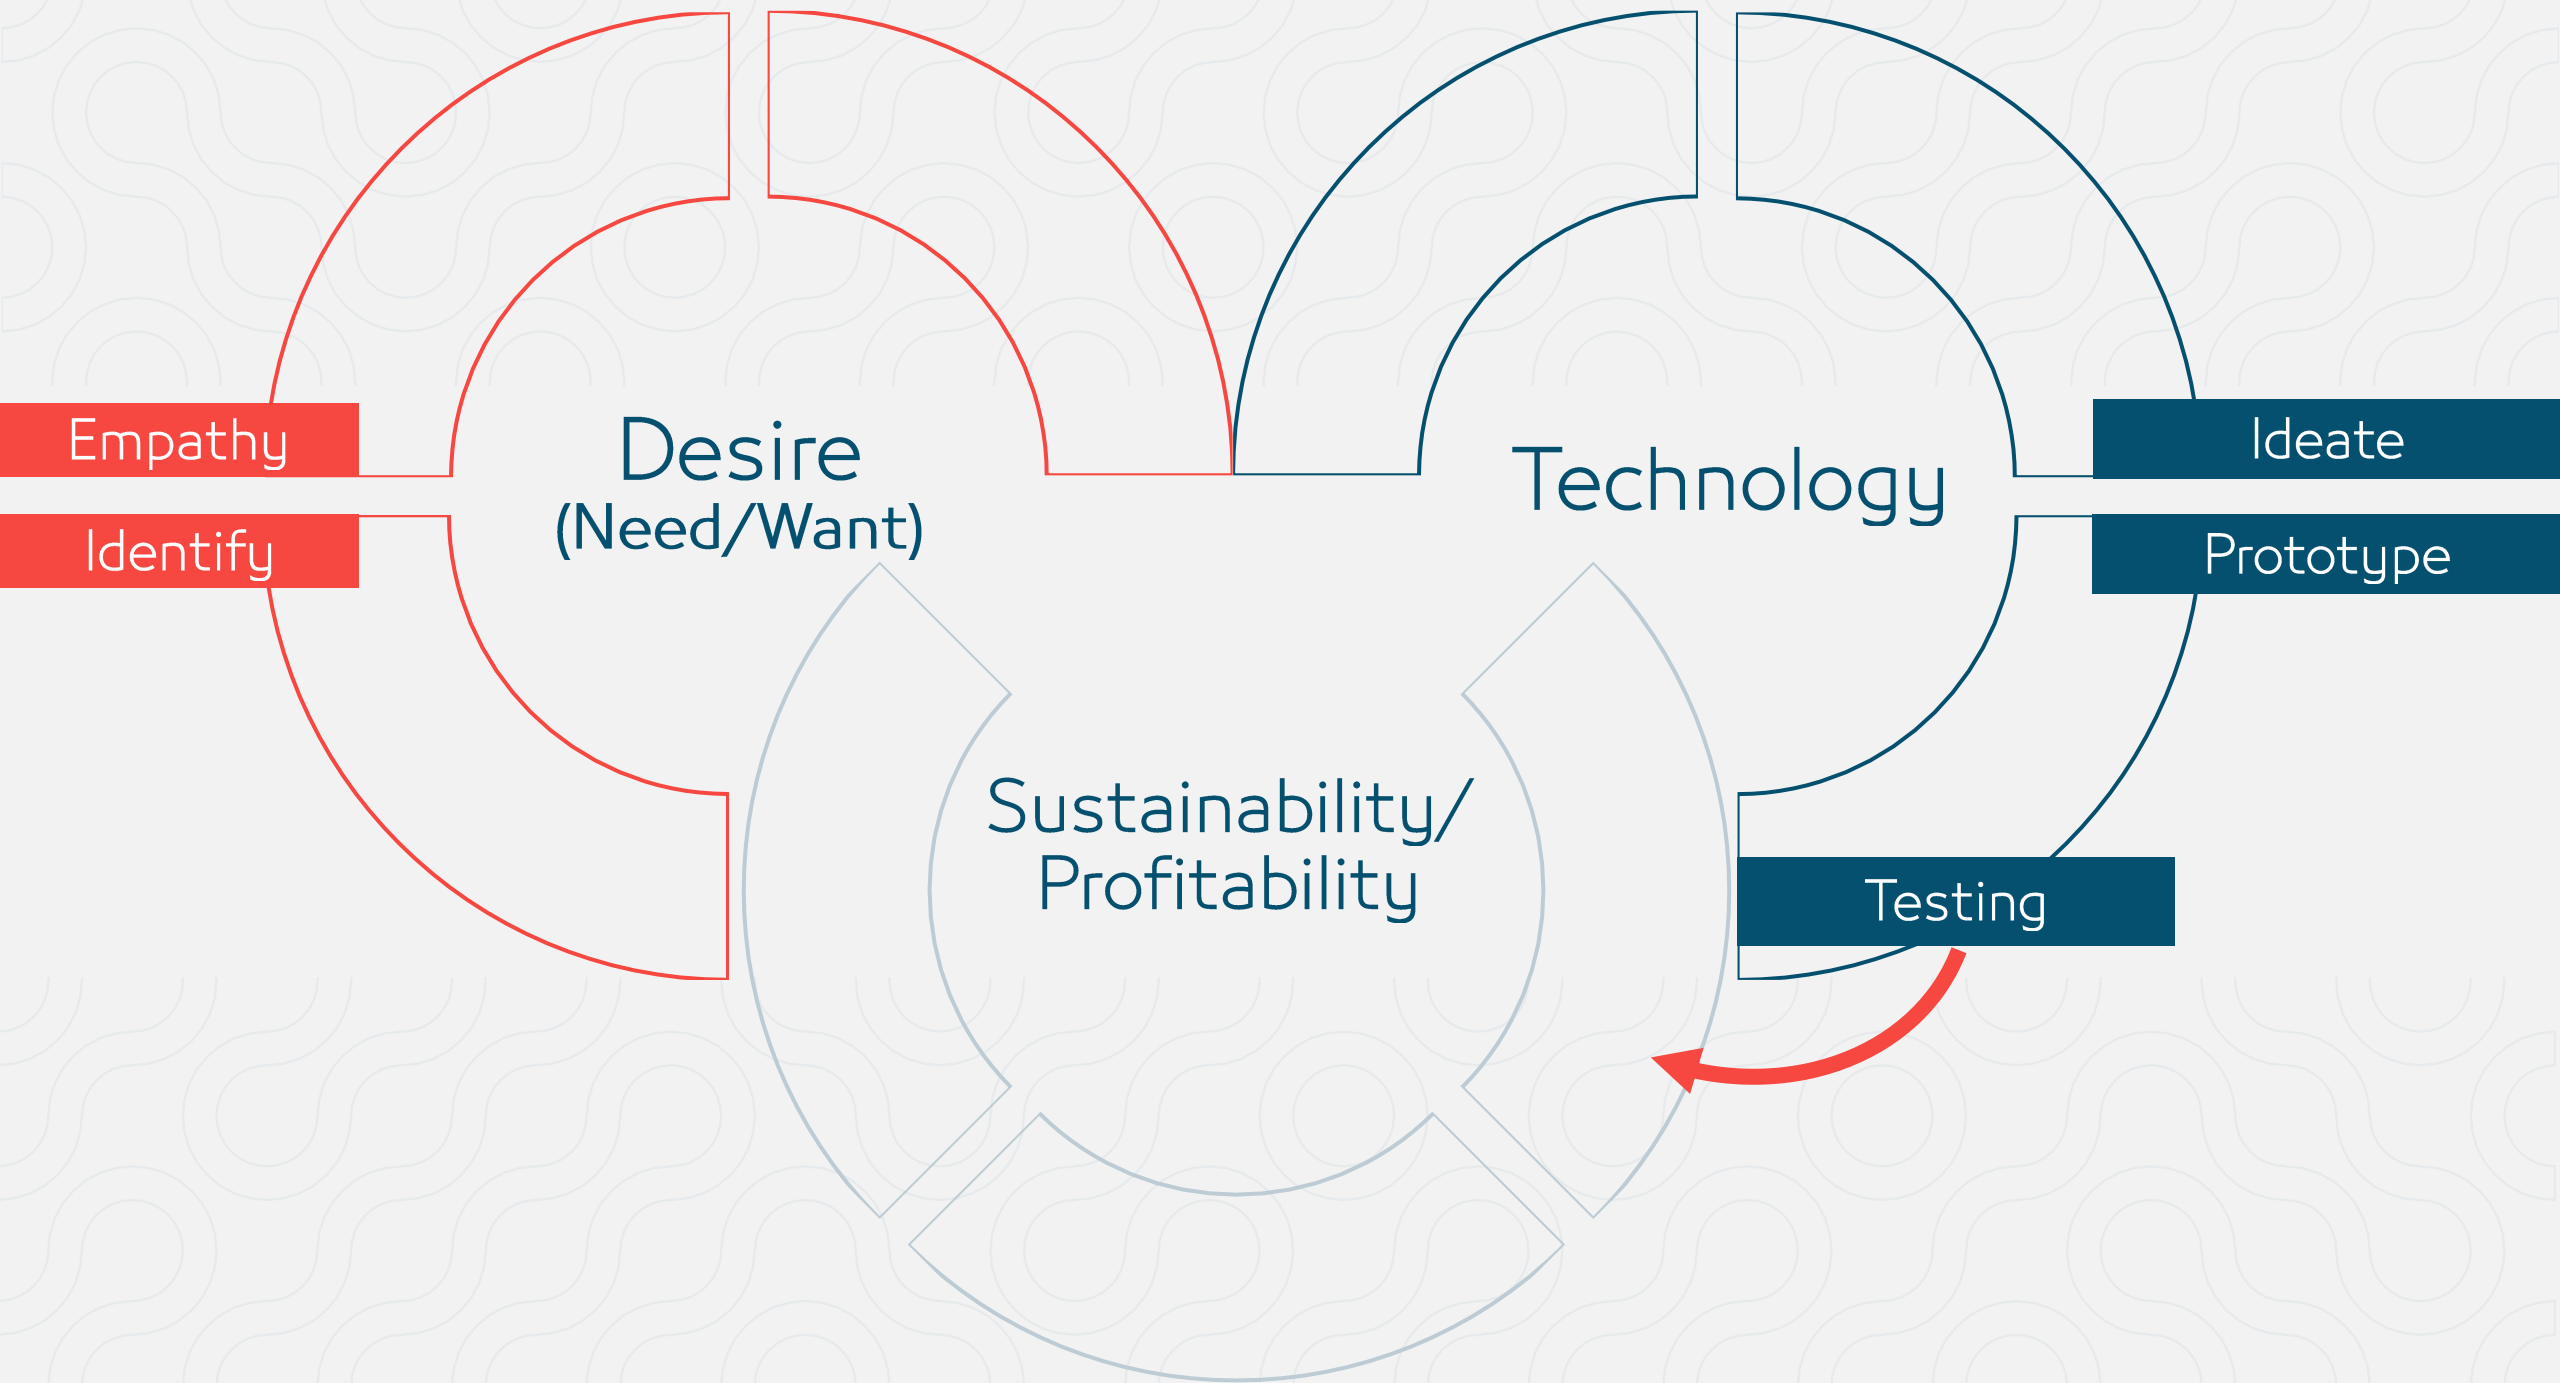 Empathy
Identify
Desire
(Need/Want)
Technology
Ideate
Prototype
Sustainability/
Profitability
Testing